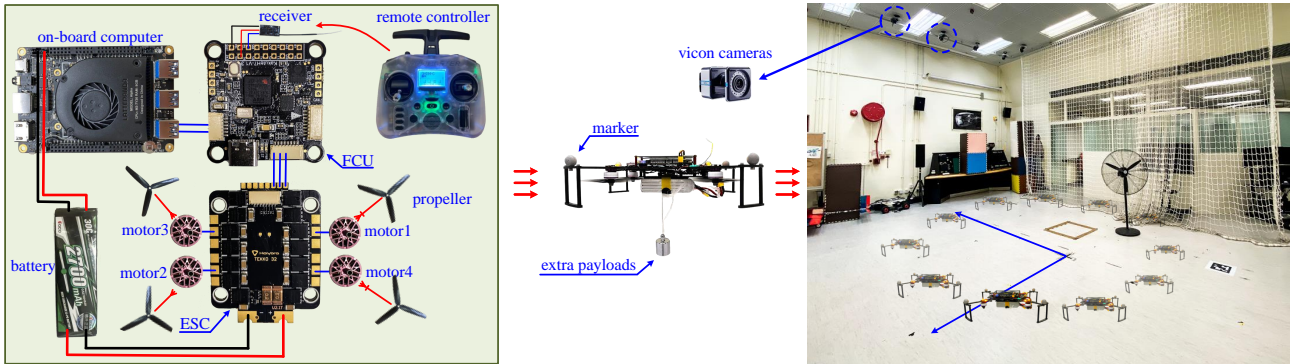 receiver
remote controller
on-board computer
FCU
propeller
motor3
motor1
motor2
motor4
battery
2700mAh
TEKKO 32
ESC
vicon cameras
marker
extra payloads